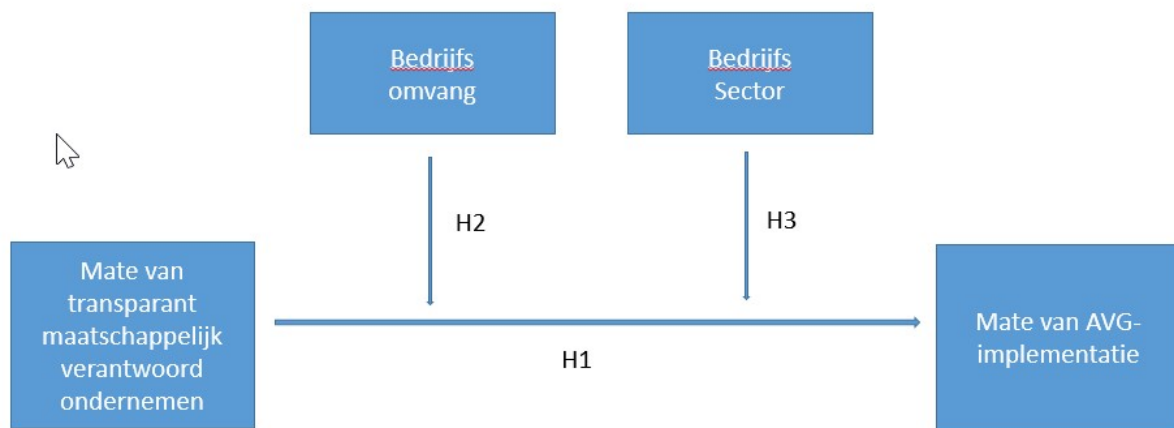 Bedrijfs
omvang
Bedrijfs
Sector
H2
H3
Mate van
transparant
maatschappelijk
verantwoord
ondernemen
Mate van AVG-
implementatie
H1